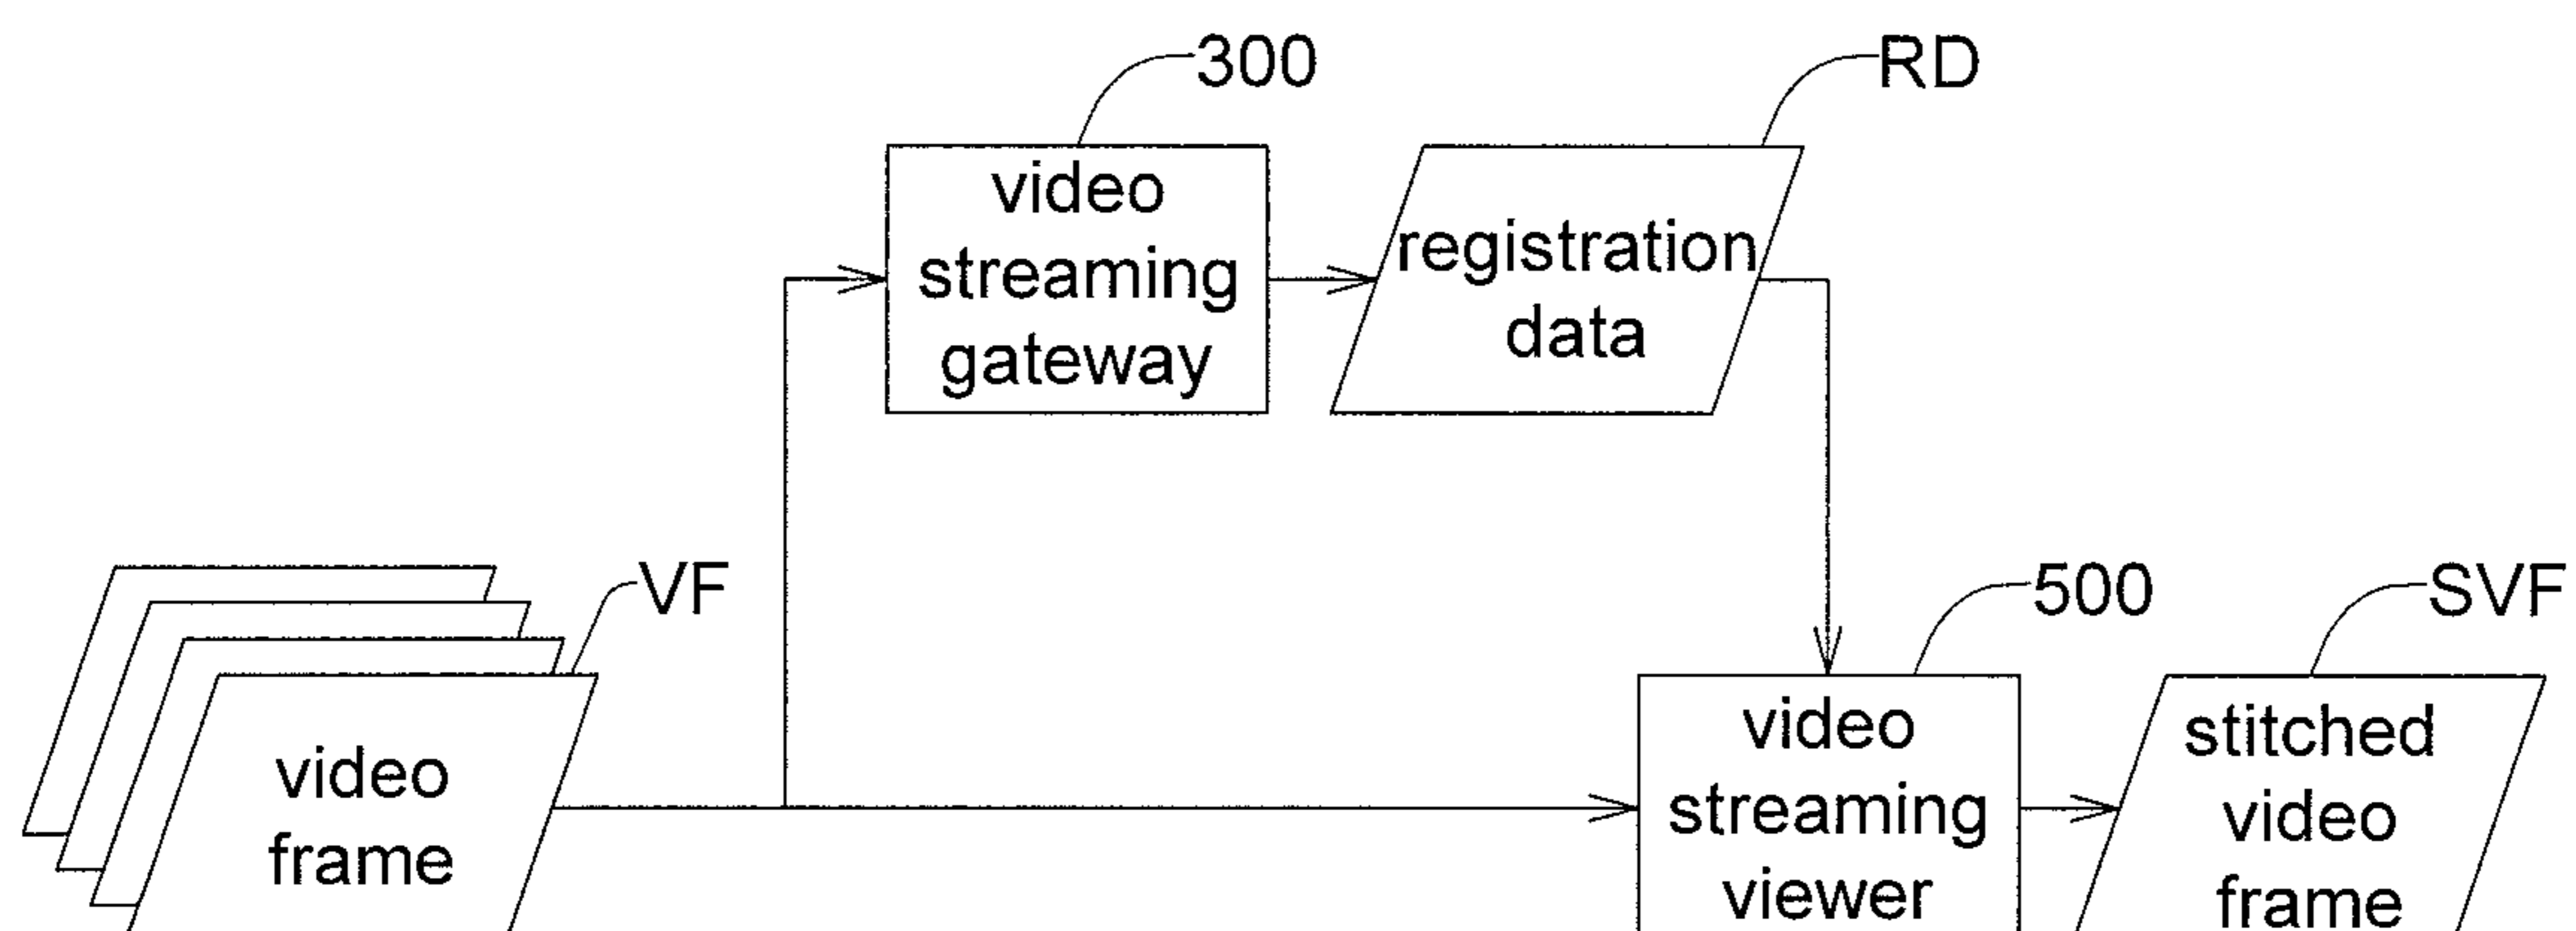 300
RD
video
streaming
gateway
registration
data
VF
500
SVF
video
frame
video
streaming
viewer
stitched
video
frame